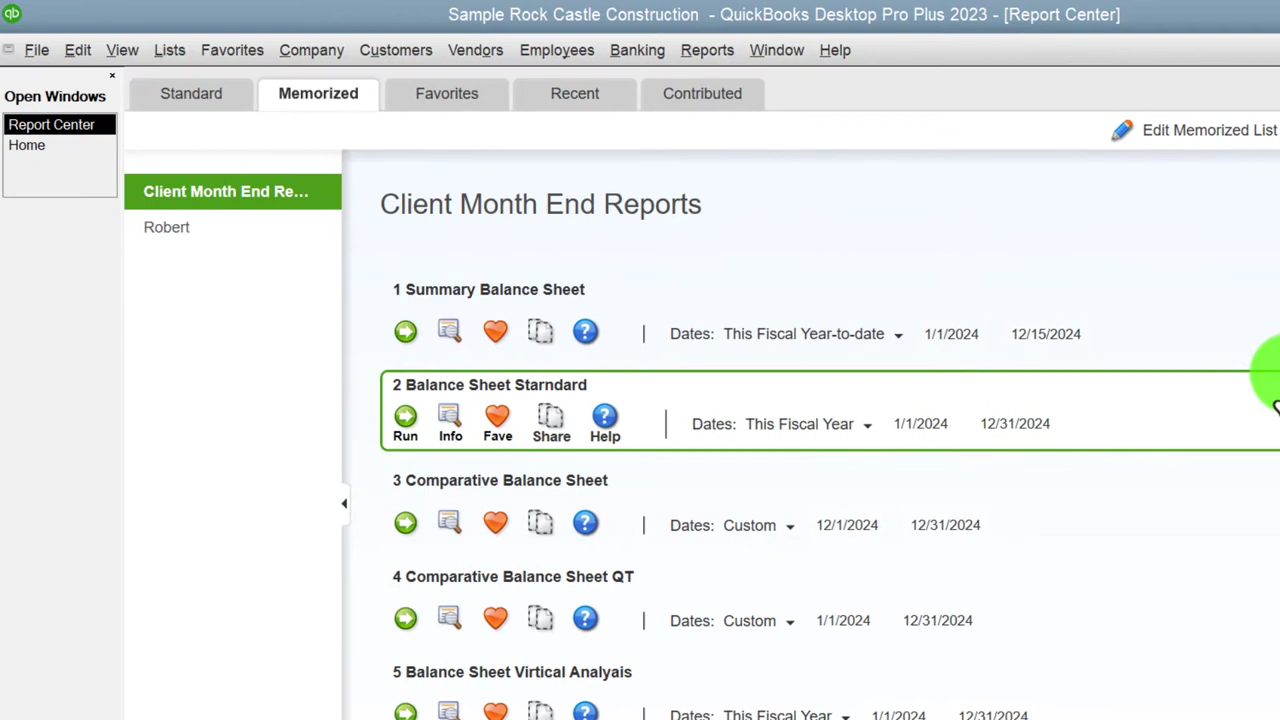 qb
Sample Rock Castle Construction - QuickBooks Desktop Pro Plus 2023 - [Report Center]
File Edit View Lists Favorites Company Customers Vendors Employees Banking Reports Window Help
Open Windows
Report Center
Home
Standard Memorized Favorites Recent Contributed
Edit Memorized List
Client Month End Re...
Robert
Client Month End Reports
1 Summary Balance Sheet
Dates: This Fiscal Year-to-date 1/1/2024 12/15/2024
2 Balance Sheet Starndard
Run Info Fave Share Help Dates: This Fiscal Year 1/1/2024 12/31/2024
3 Comparative Balance Sheet
Dates: Custom 12/1/2024 12/31/2024
4 Comparative Balance Sheet QT
Dates: Custom 1/1/2024 12/31/2024
5 Balance Sheet Virtical Analyais
Dates: This Fiscal Year 1/1/2024 12/31/2024